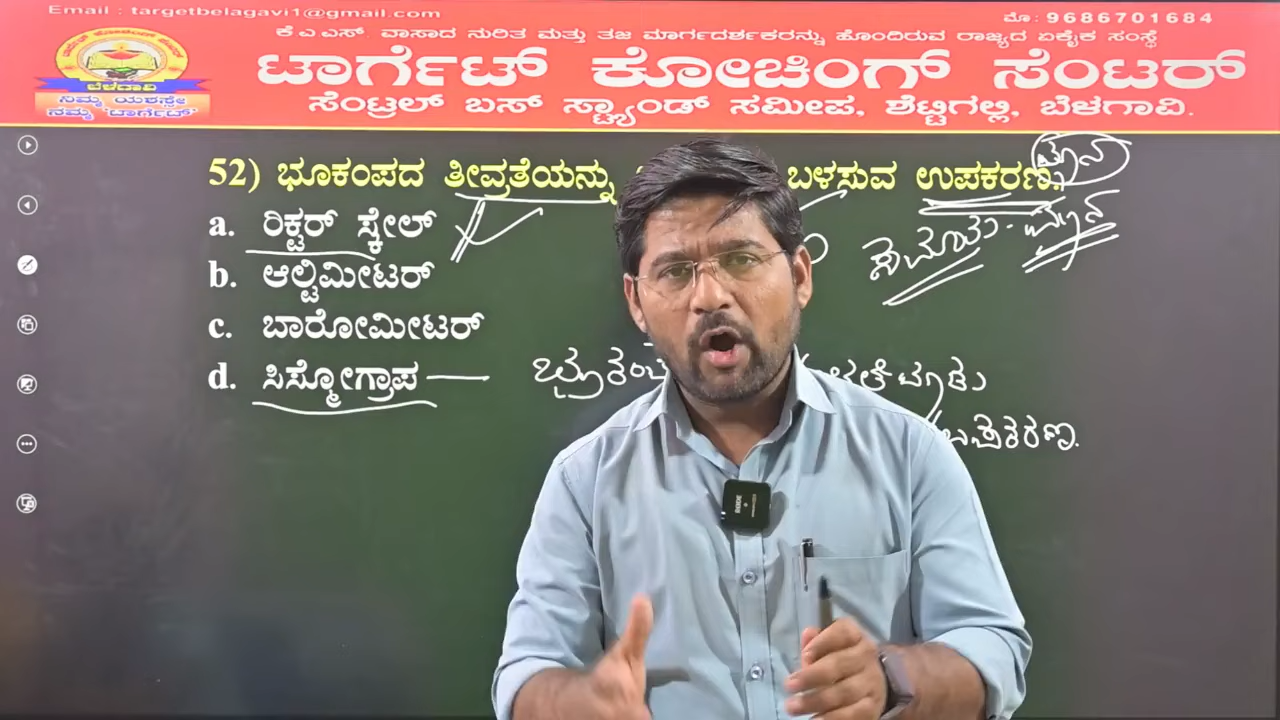 Email : targetbelagavi1@gmail.com
ಮೊ: 9686701684
ಕೆ ಎ ಎಸ್ ವಾಸಾದ ನುರಿತ ಮತ್ತು ತಜ್ಞ ಮಾರ್ಗದರ್ಶಕರನ್ನು ಹೊಂದಿರುವ ರಾಜ್ಯದ ಏಕೈಕ ಸಂಸ್ಥೆ
ಟಾರ್ಗೆಟ್ ಕೋಚಿಂಗ್ ಸೆಂಟರ್
ಸೆಂಟ್ರಲ್ ಬಸ್ ಸ್ಟ್ಯಾಂಡ್ ಸಮೀಪ, ಶೆಟ್ಟಿಗಲ್ಲಿ, ಬೆಳಗಾವಿ.
ಬೆಳಗಾವಿ
ನಿಮ್ಮ ಯಶಸ್ಸೇ
ನಮ್ಮ ಟಾರ್ಗೆಟ್
52) ಭೂಕಂಪದ ತೀವ್ರತೆಯನ್ನು ಬಳಸುವ ಉಪಕರಣ.
a. ರಿಕ್ಟರ್ ಸ್ಕೇಲ್
b. ಆಲ್ಟಿಮೀಟರ್
c. ಬಾರೋಮೀಟರ್
d. ಸಿಸ್ಮೋಗ್ರಾಪ